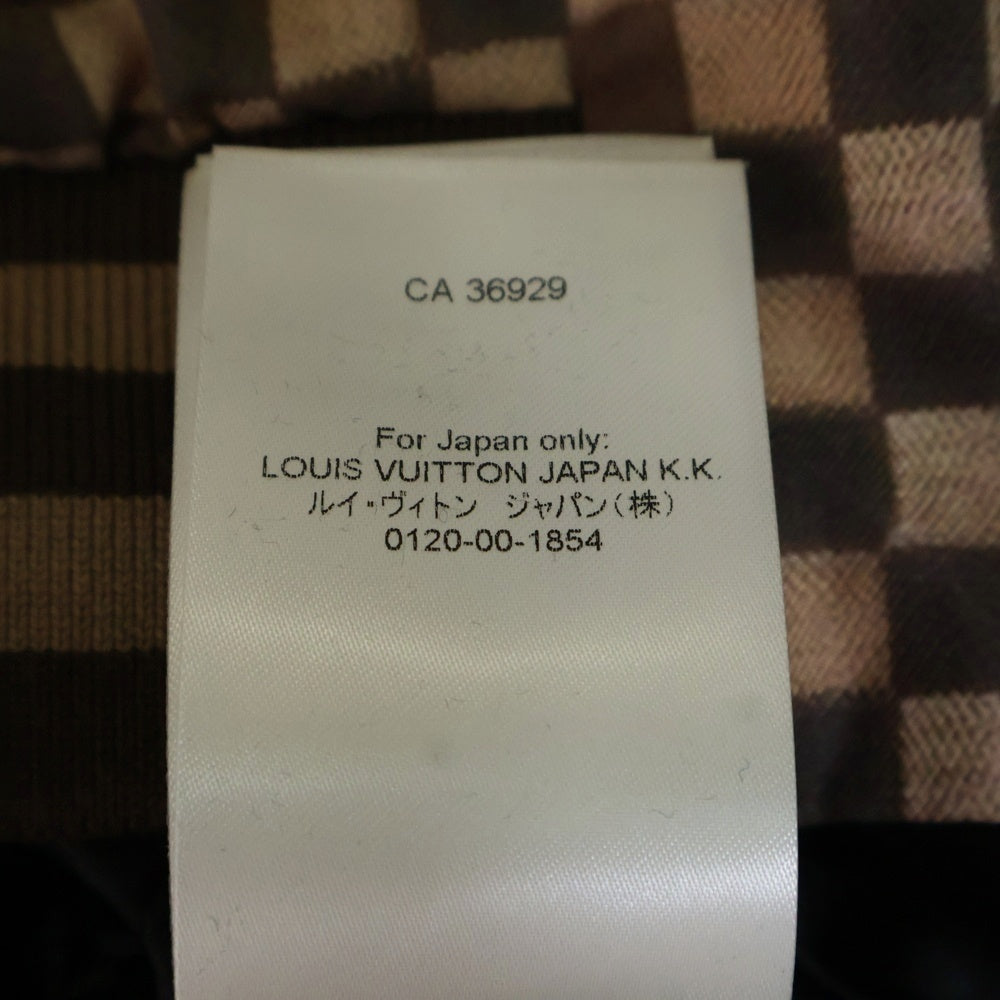 CA 36929
For Japan only:
LOUIS VUITTON JAPAN K.K.
ルイ・ヴィトン　ジャパン（株）
0120-00-1854